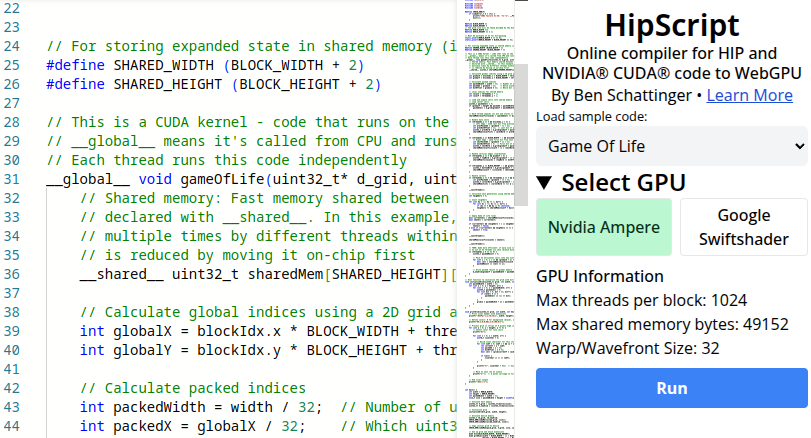 22
23
24 // For storing expanded state in shared memory (i
25 #define SHARED_WIDTH (BLOCK_WIDTH + 2)
26 #define SHARED_HEIGHT (BLOCK_HEIGHT + 2)
27
28 // This is a CUDA kernel - code that runs on the
29 // __global__ means it's called from CPU and runs
30 // Each thread runs this code independently
31 __global__ void gameOfLife(uint32_t* d_grid, uint
32 // Shared memory: Fast memory shared between
33 // declared with __shared__. In this example,
34 // multiple times by different threads within
35 // is reduced by moving it on-chip first
36 __shared__ uint32_t sharedMem[SHARED_HEIGHT][
37
38 // Calculate global indices using a 2D grid a
39 int globalX = blockIdx.x * BLOCK_WIDTH + thre
40 int globalY = blockIdx.y * BLOCK_HEIGHT + thr
41
42 // Calculate packed indices
43 int packedWidth = width / 32; // Number of u
44 int packedX = globalX / 32; // Which uint3
HipScript
Online compiler for HIP and
NVIDIA® CUDA® code to WebGPU
By Ben Schattinger • Learn More
Load sample code:
Game Of Life
▼ Select GPU
Nvidia Ampere
Google
Swiftshader
GPU Information
Max threads per block: 1024
Max shared memory bytes: 49152
Warp/Wavefront Size: 32
Run